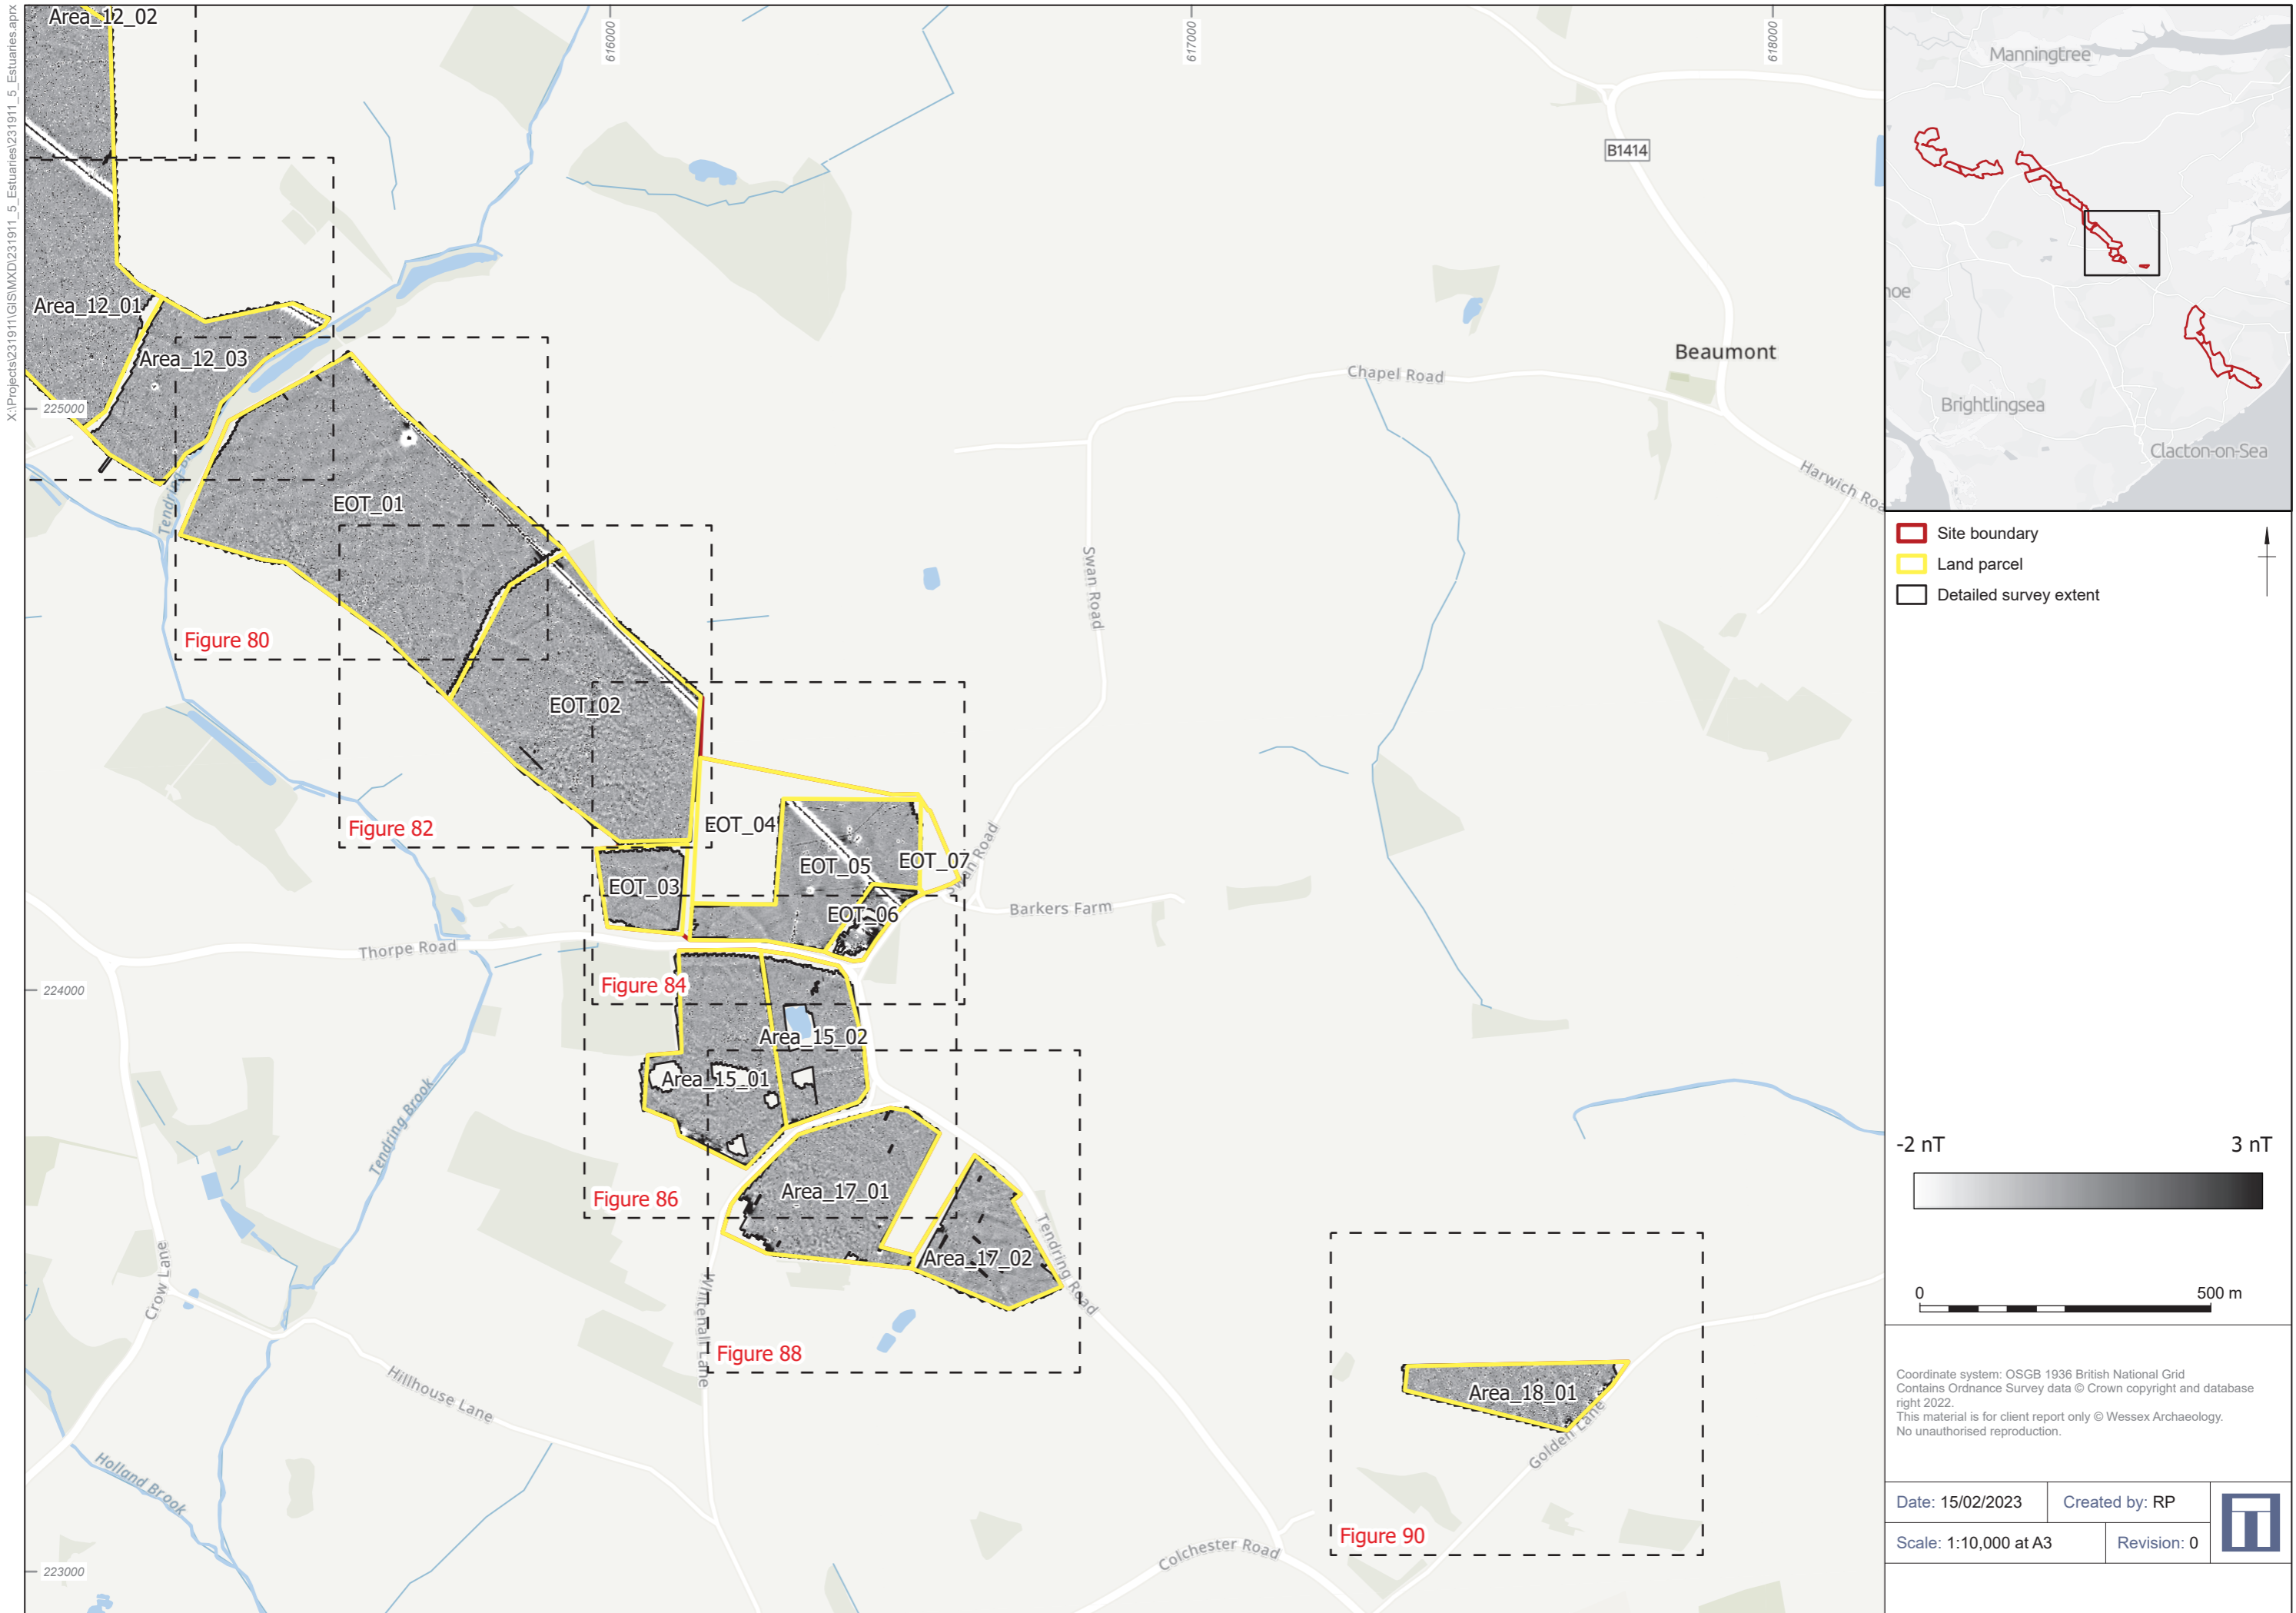 X:\Projects\231911\GIS\MXD\231911_5_Estuaries\231911_5_Estuaries.aprx
616000
617000
618000
225000
224000
223000
Area_12_02
Area_12_01
Area_12_03
EOT_01
Figure 80
EOT_02
Figure 82
EOT_03
EOT_04
EOT_05
EOT_07
EOT_06
Figure 84
Area_15_02
Area_15_01
Figure 86
Area_17_01
Area_17_02
Figure 88
Area_18_01
Figure 90
B1414
Beaumont
Chapel Road
Harwich Roa
Swan Road
Swan Road
Barkers Farm
Thorpe Road
Tendring Brook
Crow Lane
Hillhouse Lane
Holland Brook
Whitehall Lane
Tendring Road
Colchester Road
Golden Lane
Manningtree
Brightlingsea
Clacton-on-Sea
Site boundary
Land parcel
Detailed survey extent
-2 nT
3 nT
0
500 m
Coordinate system: OSGB 1936 British National Grid
Contains Ordnance Survey data © Crown copyright and database
right 2022.
This material is for client report only © Wessex Archaeology.
No unauthorised reproduction.
Date: 15/02/2023
Created by: RP
Scale: 1:10,000 at A3
Revision: 0